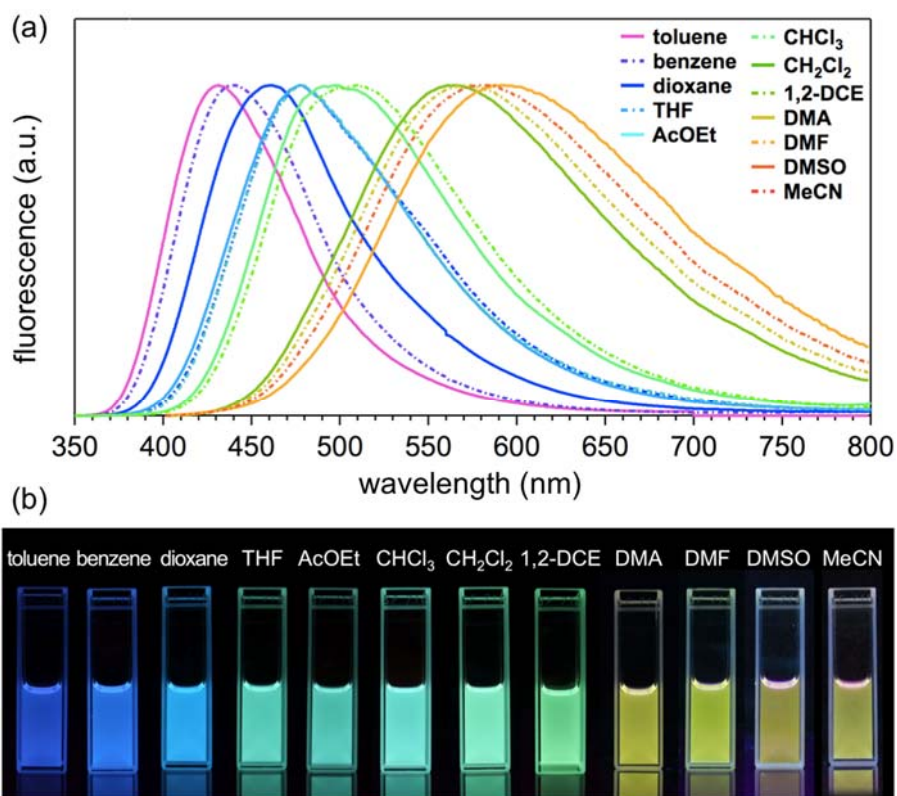 (a)
fluorescence (a.u.)
toluene
benzene
dioxane
THF
AcOEt
CHCl₃
CH₂Cl₂
1,2-DCE
DMA
DMF
DMSO
MeCN
350 400 450 500 550 600 650 700 750 800
wavelength (nm)
(b)
toluene benzene dioxane THF AcOEt CHCl₃ CH₂Cl₂ 1,2-DCE DMA DMF DMSO MeCN